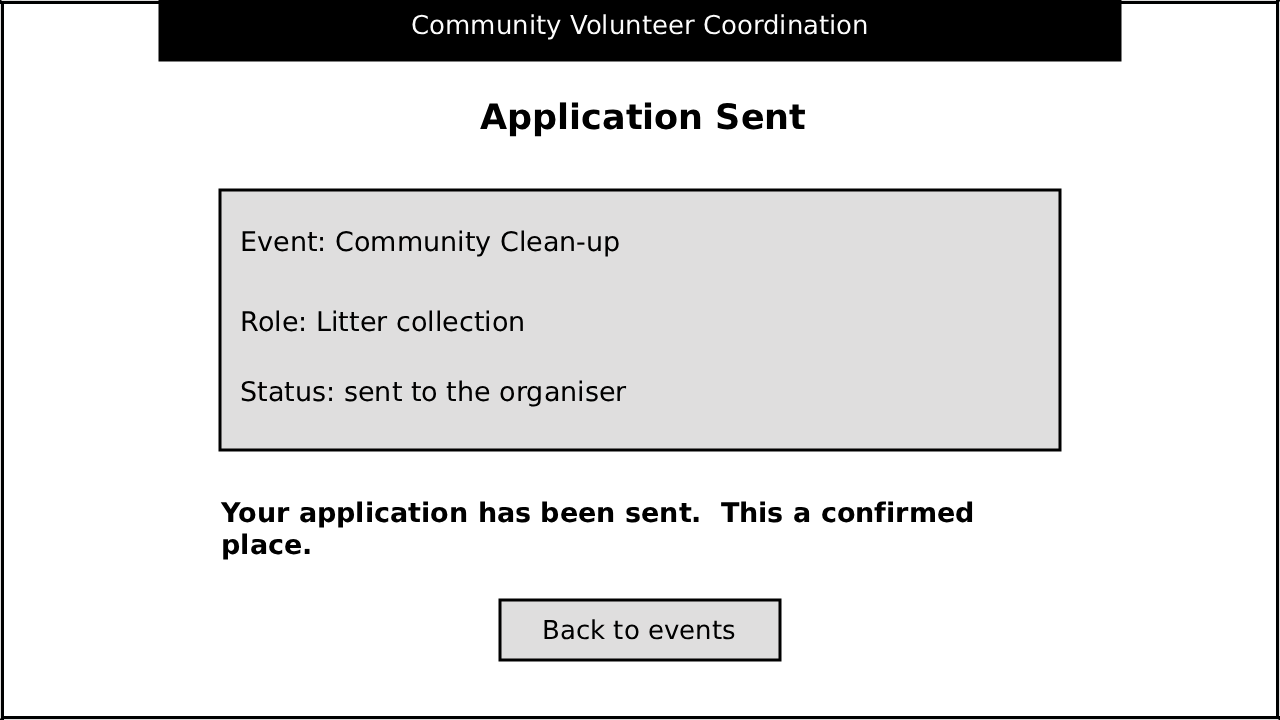 Community Volunteer Coordination
Application Sent
Event: Community Clean-up
Role: Litter collection
Status: sent to the organiser
Your application has been sent.  This a confirmed
place.
Back to events